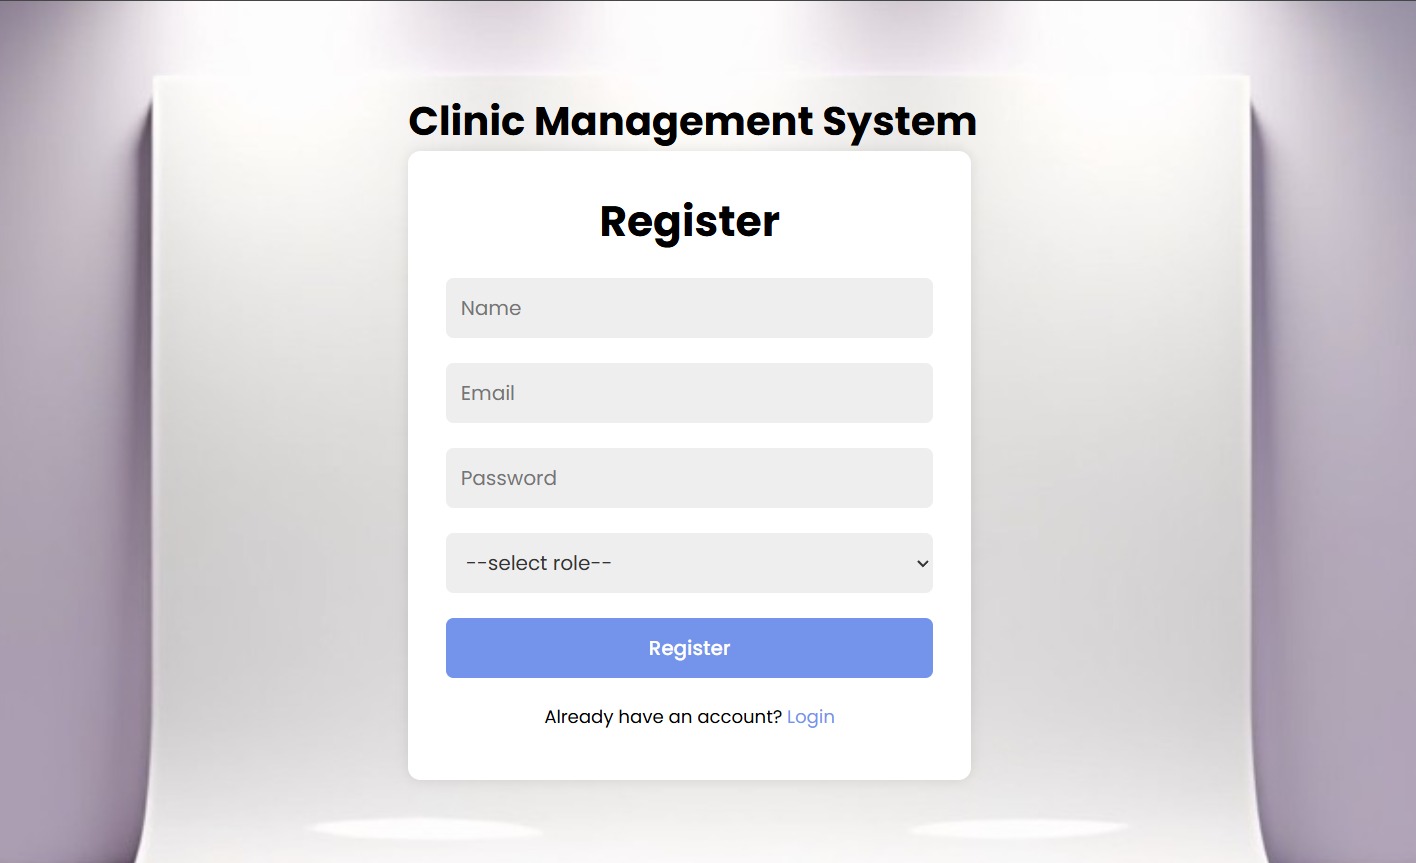 Clinic Management System
Register
Name
Email
Password
--select role--
Register
Already have an account? Login